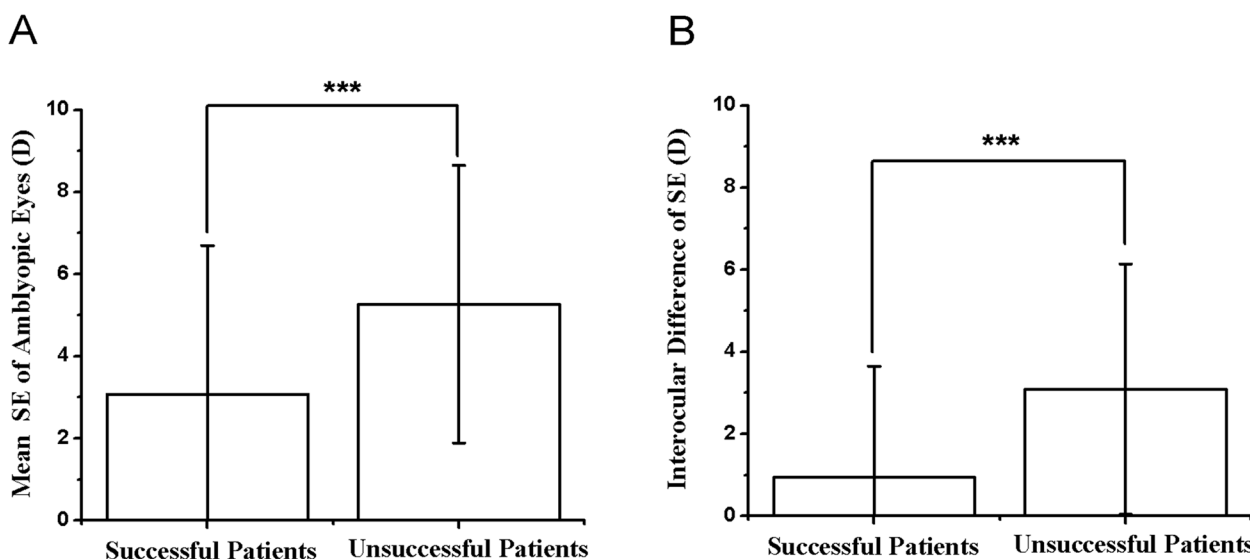 A
***
Mean SE of Amblyopic Eyes (D)
10
8
6
4
2
0
Successful Patients
Unsuccessful Patients
B
***
Interocular Difference of SE (D)
10
8
6
4
2
0
Successful Patients
Unsuccessful Patients